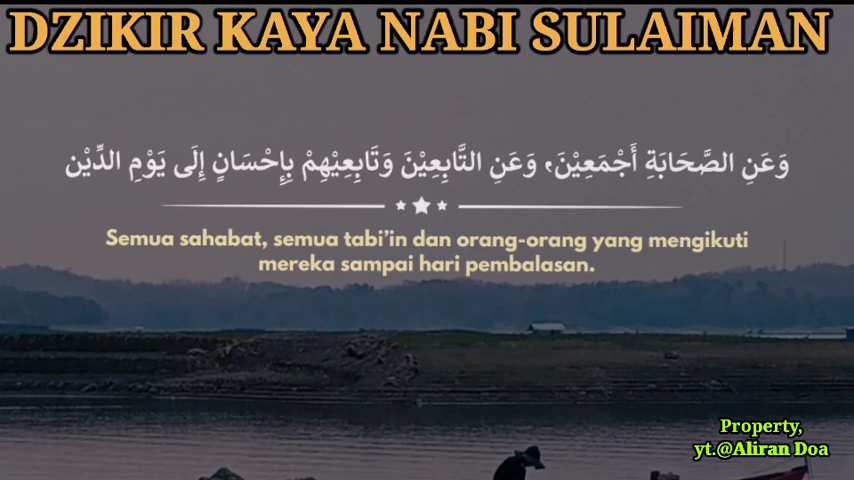 DZIKIR KAYA NABI SULAIMAN
وَعَنِ الصَّحَابَةِ أَجْمَعِيْنَ، وَعَنِ التَّابِعِيْنَ وَتَابِعِيْهِمْ بِإِحْسَانٍ إِلَى يَوْمِ الدِّيْن
Semua sahabat, semua tabi’in dan orang-orang yang mengikuti
mereka sampai hari pembalasan.
Property,
yt.@Aliran Doa